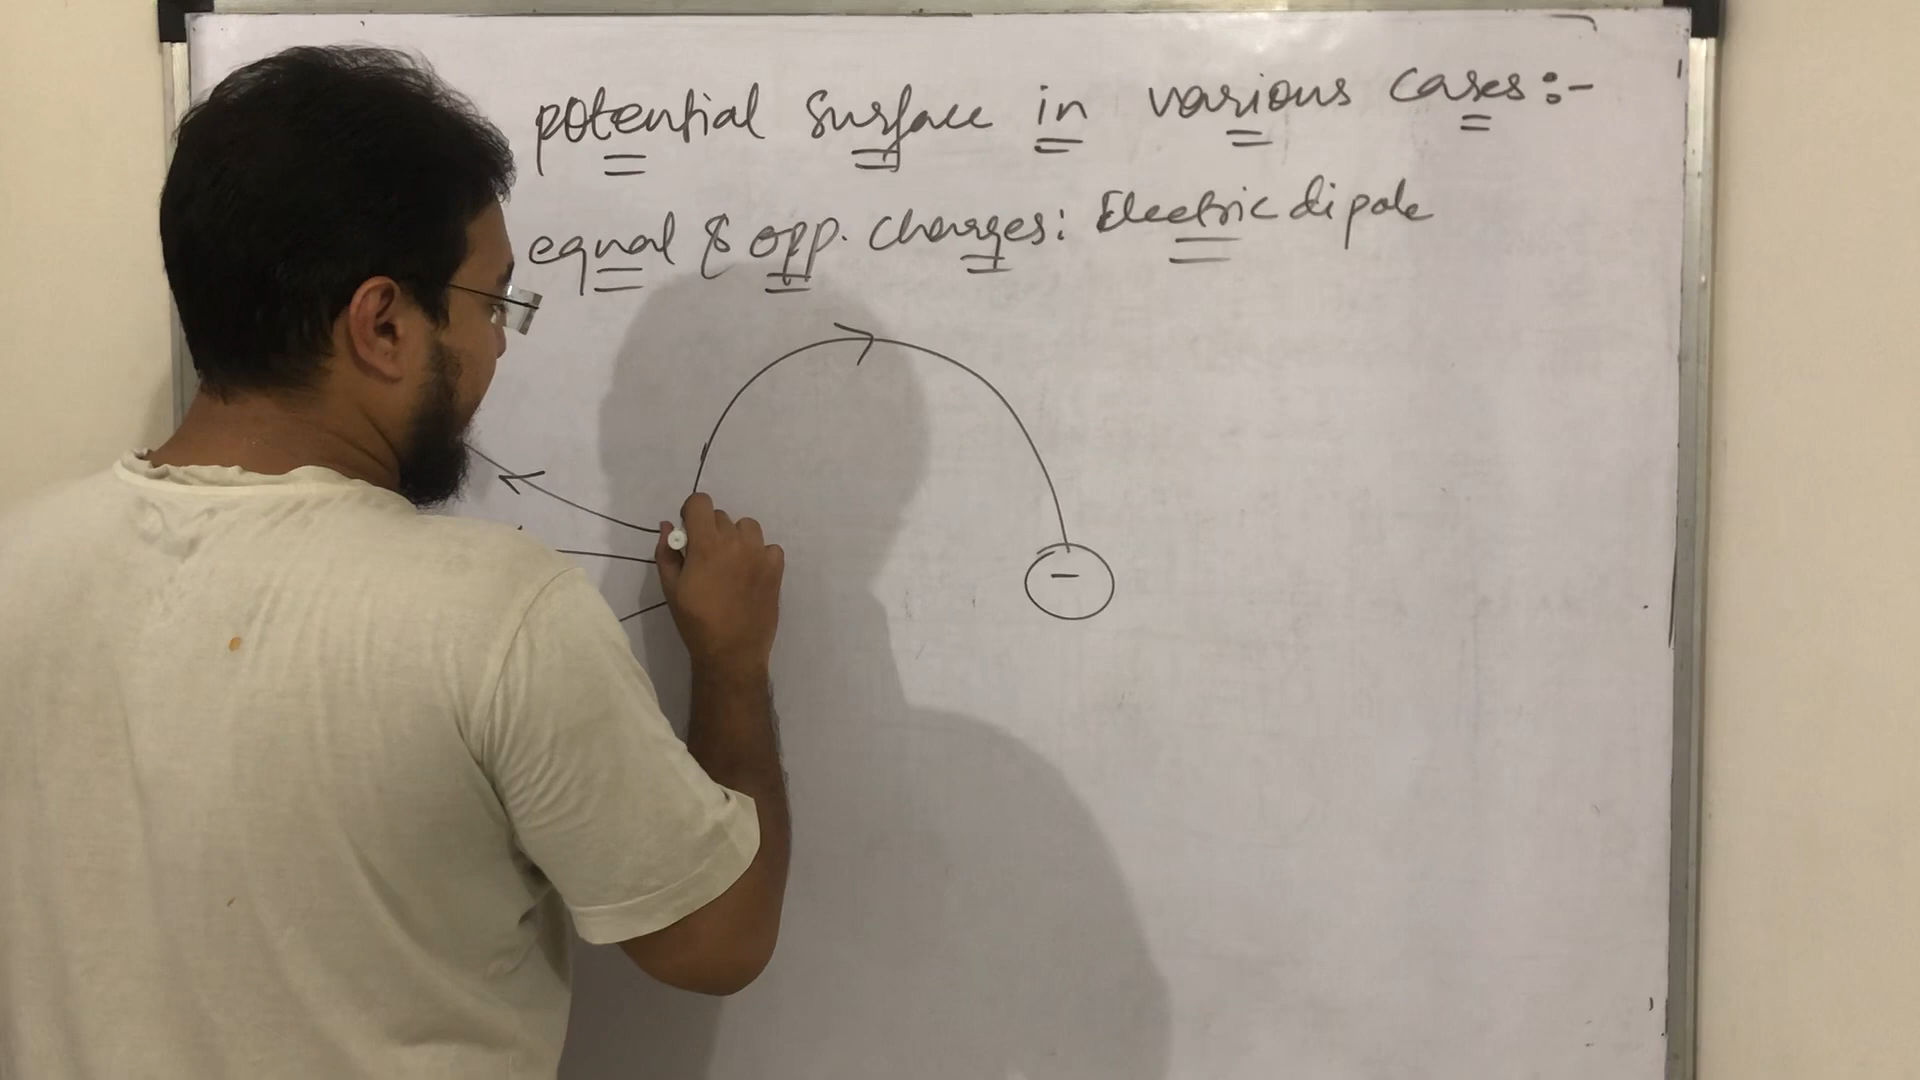 potential surface in various cases :-
equal & opp. charges: Electric dipole
−